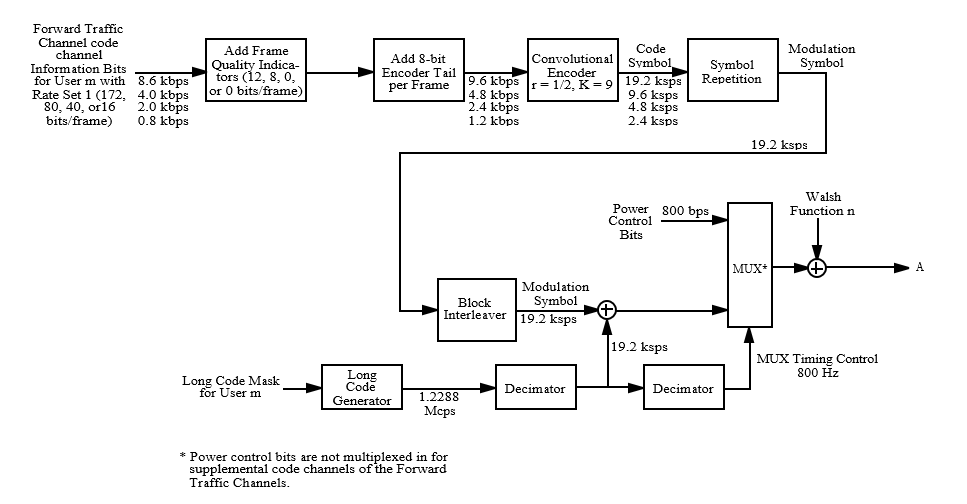 Forward Traffic
Channel code
channel
Information Bits
for User m with
Rate Set 1 (172,
80, 40, or16
bits/frame)
8.6 kbps
4.0 kbps
2.0 kbps
0.8 kbps
Add Frame
Quality Indica-
tors (12, 8, 0,
or 0 bits/frame)
Add 8-bit
Encoder Tail
per Frame
9.6 kbps
4.8 kbps
2.4 kbps
1.2 kbps
Convolutional
Encoder
r = 1/2, K = 9
Code
Symbol
19.2 ksps
9.6 ksps
4.8 ksps
2.4 ksps
Symbol
Repetition
Modulation
Symbol
19.2 ksps
Power
Control
Bits
800 bps
Walsh
Function n
MUX*
A
Block
Interleaver
Modulation
Symbol
19.2 ksps
19.2 ksps
MUX Timing Control
800 Hz
Long Code Mask
for User m
Long
Code
Generator
1.2288
Mcps
Decimator
Decimator
* Power control bits are not multiplexed in for
supplemental code channels of the Forward
Traffic Channels.